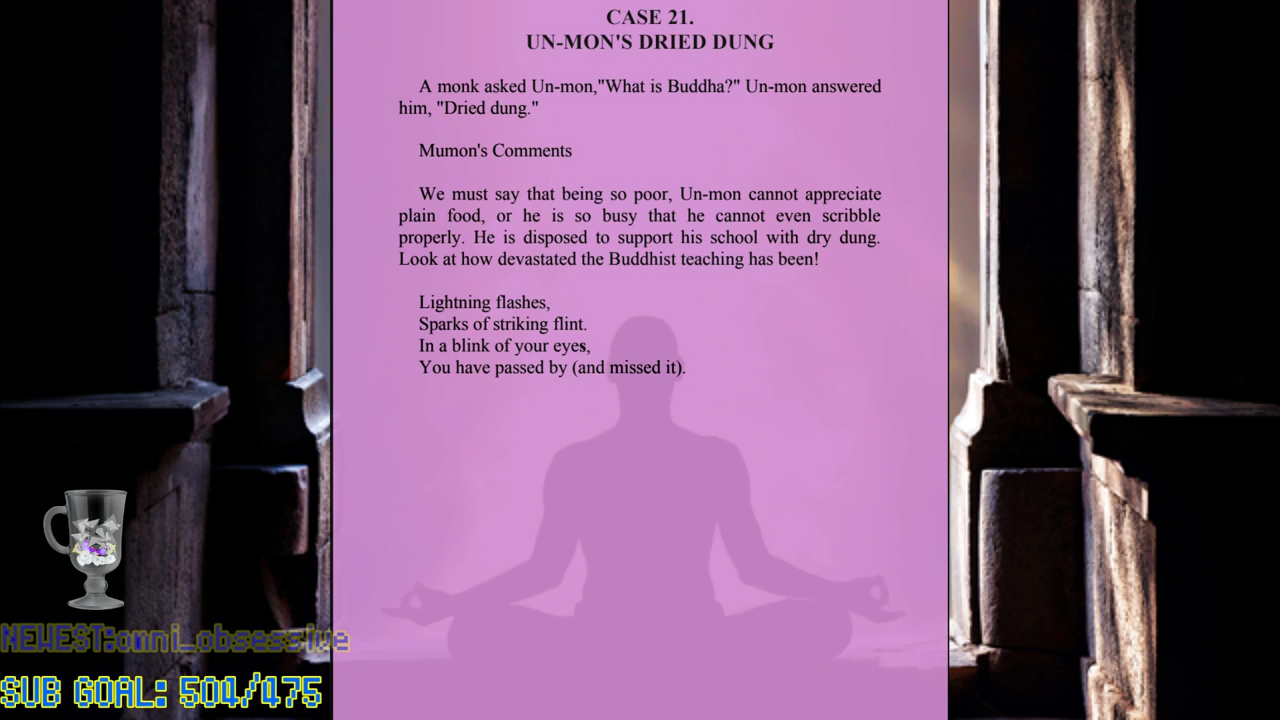 CASE 21.
UN-MON'S DRIED DUNG
A monk asked Un-mon,"What is Buddha?" Un-mon answered
him, "Dried dung."
Mumon's Comments
We must say that being so poor, Un-mon cannot appreciate
plain food, or he is so busy that he cannot even scribble
properly. He is disposed to support his school with dry dung.
Look at how devastated the Buddhist teaching has been!
Lightning flashes,
Sparks of striking flint.
In a blink of your eyes,
You have passed by (and missed it).
NEWEST:omni_obsessive
SUB GOAL: 504/475